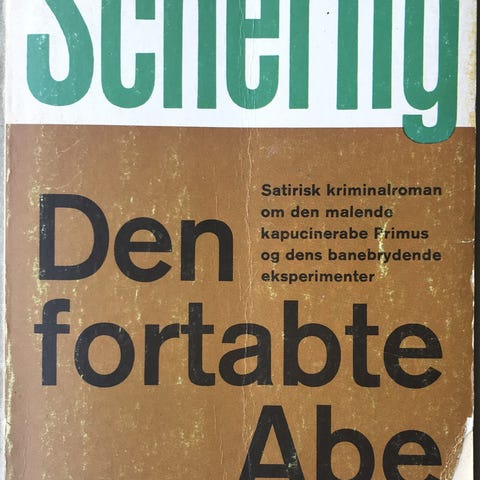 Scherfig
Den
fortabte
Abe
Satirisk kriminalroman
om den malende
kapucinerabe Primus
og dens banebrydende
eksperimenter